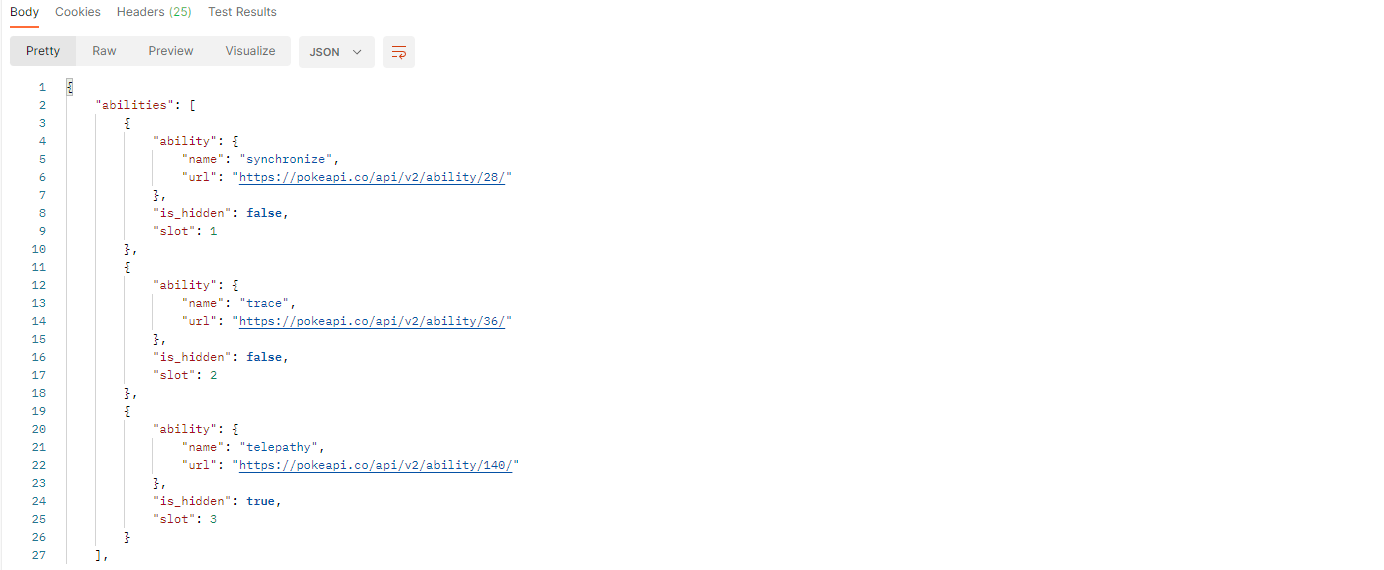 Body Cookies Headers (25) Test Results
Pretty Raw Preview Visualize JSON
1 {
2 "abilities": [
3 {
4 "ability": {
5 "name": "synchronize",
6 "url": "https://pokeapi.co/api/v2/ability/28/"
7 },
8 "is_hidden": false,
9 "slot": 1
10 },
11 {
12 "ability": {
13 "name": "trace",
14 "url": "https://pokeapi.co/api/v2/ability/36/"
15 },
16 "is_hidden": false,
17 "slot": 2
18 },
19 {
20 "ability": {
21 "name": "telepathy",
22 "url": "https://pokeapi.co/api/v2/ability/140/"
23 },
24 "is_hidden": true,
25 "slot": 3
26 }
27 ],